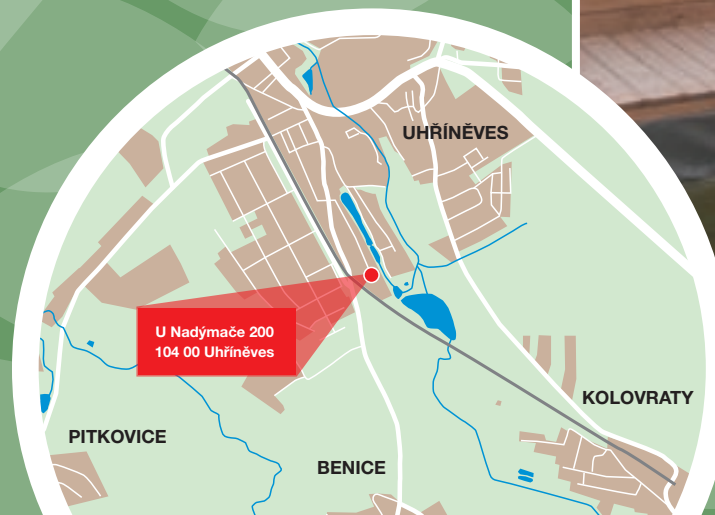 UHŘÍNĚVES
U Nadýmače 200
104 00 Uhříněves
KOLOVRATY
PITKOVICE
BENICE